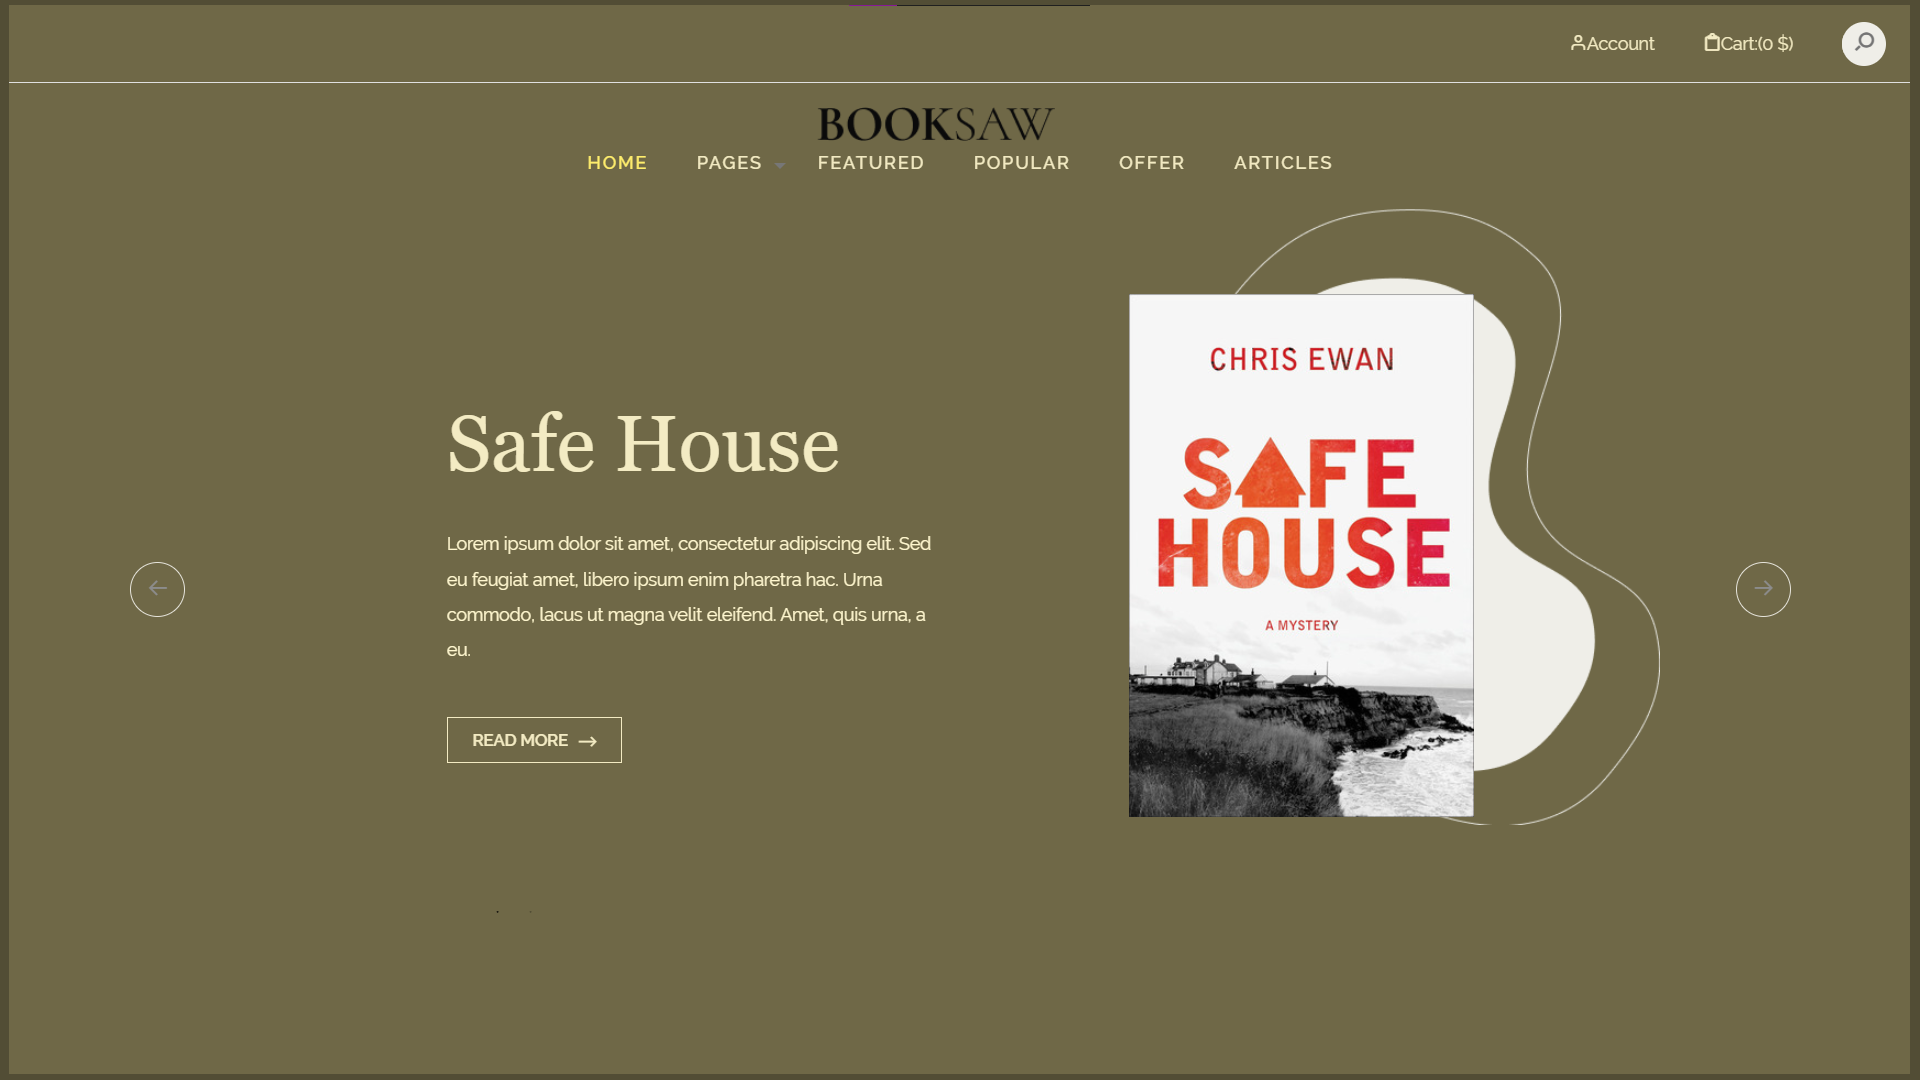 Account
Cart:(0 $)
BOOKSAW
HOME PAGES FEATURED POPULAR OFFER ARTICLES
Safe House
Lorem ipsum dolor sit amet, consectetur adipiscing elit. Sed
eu feugiat amet, libero ipsum enim pharetra hac. Urna
commodo, lacus ut magna velit eleifend. Amet, quis urna, a
eu.
READ MORE
CHRIS EWAN
SAFE
HOUSE
A MYSTERY